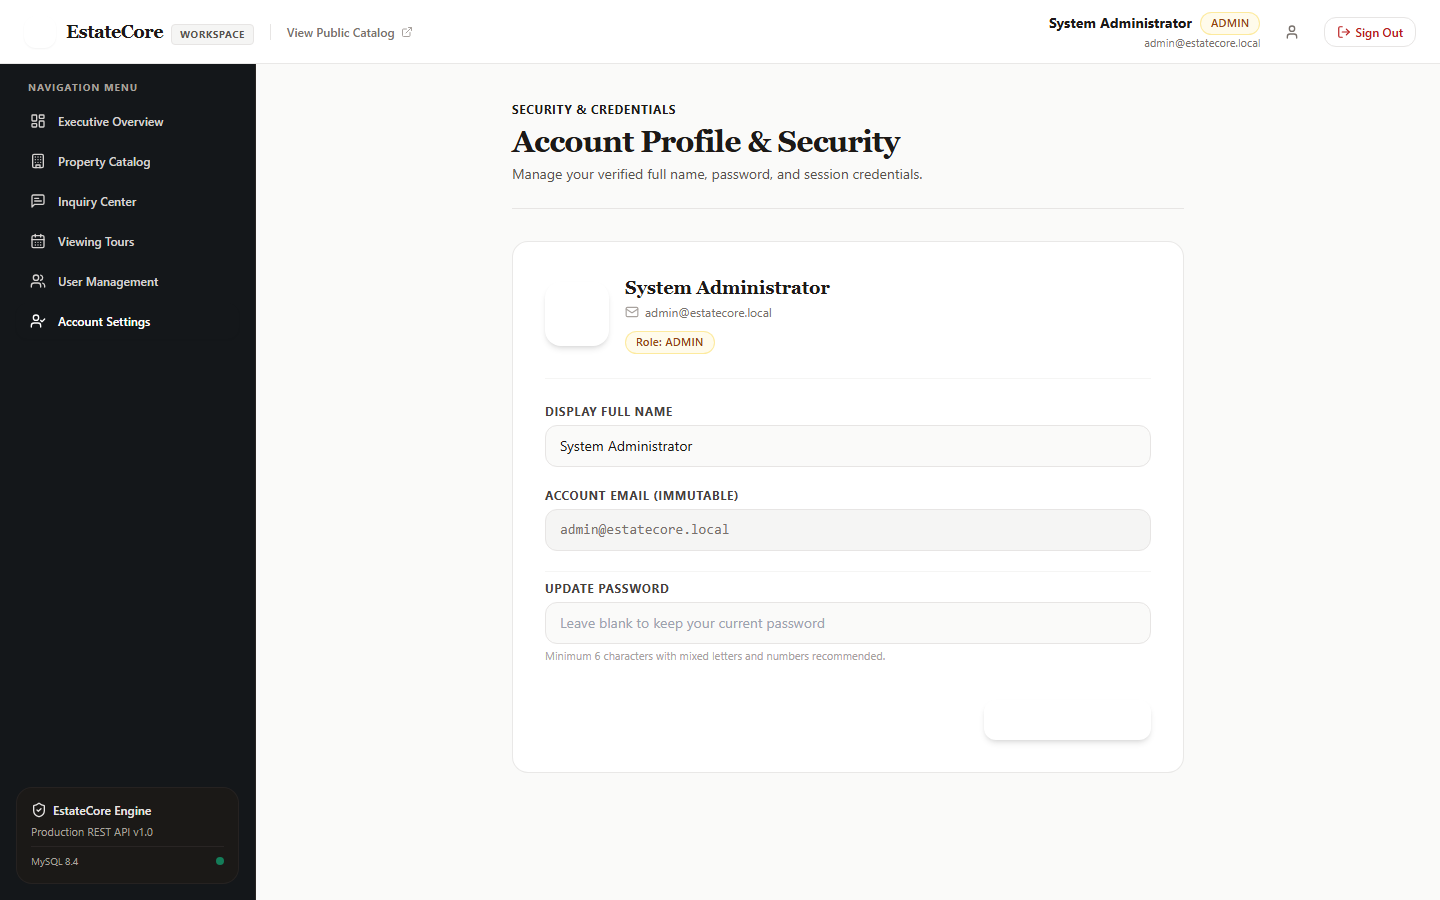 EstateCore
WORKSPACE
View Public Catalog
System Administrator
ADMIN
admin@estatecore.local
Sign Out
NAVIGATION MENU
Executive Overview
Property Catalog
Inquiry Center
Viewing Tours
User Management
Account Settings
EstateCore Engine
Production REST API v1.0
MySQL 8.4
SECURITY & CREDENTIALS
Account Profile & Security
Manage your verified full name, password, and session credentials.
System Administrator
admin@estatecore.local
Role: ADMIN
DISPLAY FULL NAME
System Administrator
ACCOUNT EMAIL (IMMUTABLE)
admin@estatecore.local
UPDATE PASSWORD
Leave blank to keep your current password
Minimum 6 characters with mixed letters and numbers recommended.